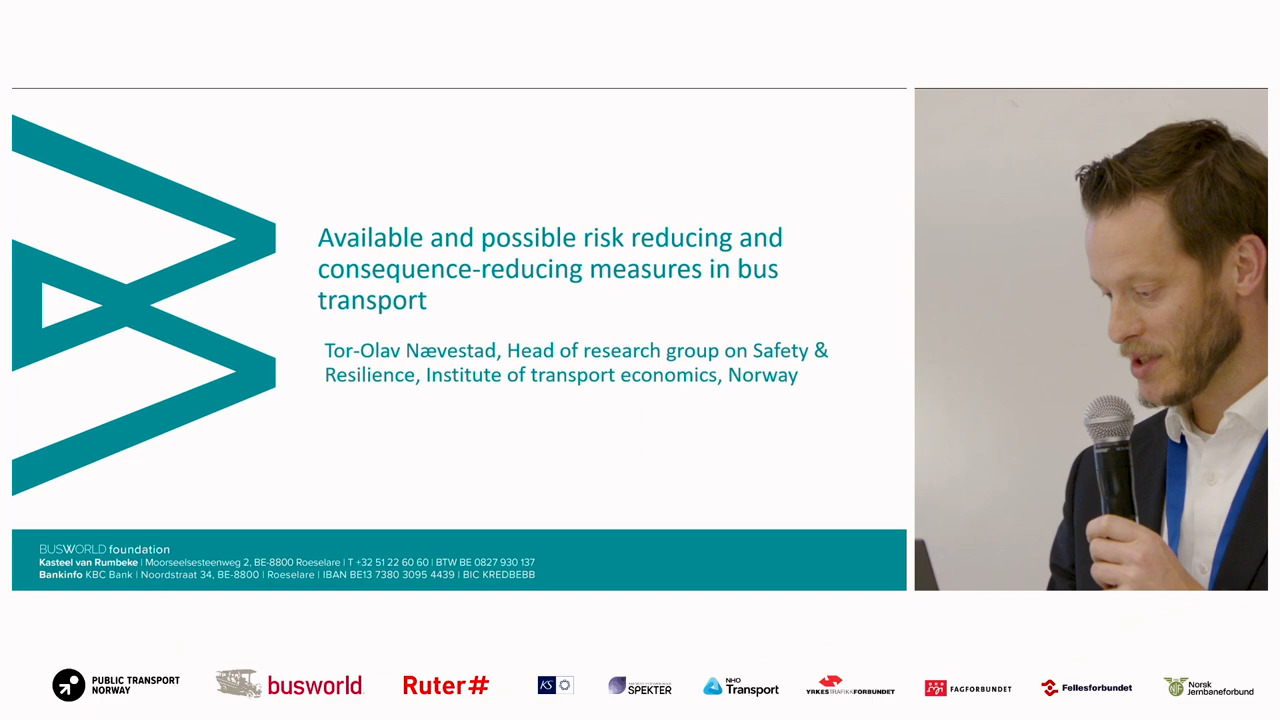 Available and possible risk reducing and
consequence-reducing measures in bus
transport
Tor-Olav Nævestad, Head of research group on Safety &
Resilience, Institute of transport economics, Norway
BUSWORLD foundation
Kasteel van Rumbeke | Moorseelsesteenweg 2, BE-8800 Roeselare | T +32 51 22 60 60 | BTW BE 0827 930 137
Bankinfo KBC Bank | Noordstraat 34, BE-8800 | Roeselare | IBAN BE13 7380 3095 4439 | BIC KREDBEBB
PUBLIC TRANSPORT
NORWAY
busworld
Ruter#
KS
SPEKTER
NHO
Transport
YRKESTRAFIKKFORBUNDET
FAGFORBUNDET
Fellesforbundet
Norsk
Jernbaneforbund